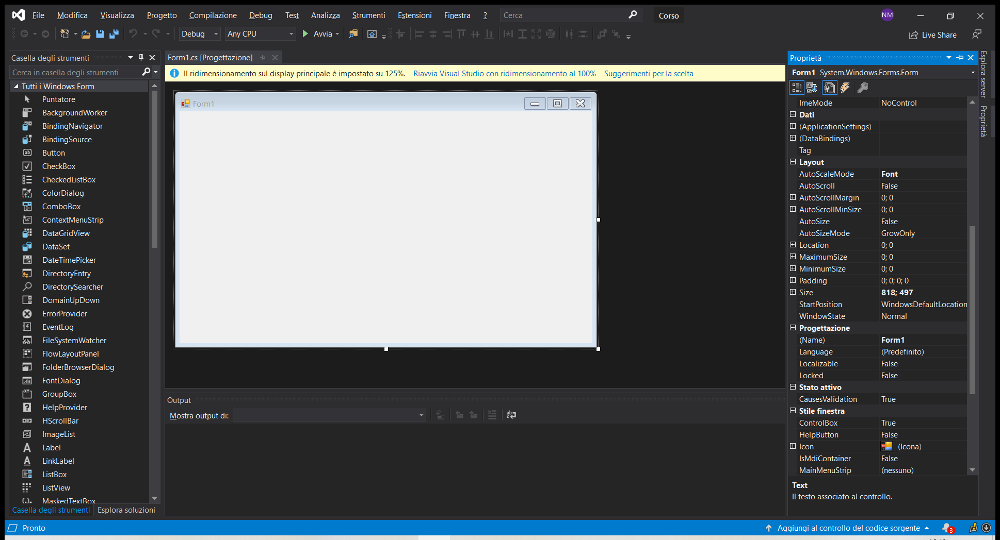 File Modifica Visualizza Progetto Compilazione Debug Test Analizza Strumenti Estensioni Finestra ? Cerca Corso NM
Debug Any CPU Avvia Live Share
Casella degli strumenti
Cerca in casella degli strumenti
Tutti i Windows Form
Puntatore
BackgroundWorker
BindingNavigator
BindingSource
Button
CheckBox
CheckedListBox
ColorDialog
ComboBox
ContextMenuStrip
DataGridView
DataSet
DateTimePicker
DirectoryEntry
DirectorySearcher
DomainUpDown
ErrorProvider
EventLog
FileSystemWatcher
FlowLayoutPanel
FolderBrowserDialog
FontDialog
GroupBox
HelpProvider
HScrollBar
ImageList
Label
LinkLabel
ListBox
ListView
MaskedTextBox
Casella degli strumenti Esplora soluzioni
Form1.cs [Progettazione]
Il ridimensionamento sul display principale è impostato su 125%. Riavvia Visual Studio con ridimensionamento al 100% Suggerimenti per la scelta
Form1
Output
Mostra output di:
Proprietà
Form1 System.Windows.Forms.Form
ImeMode NoControl
Dati
(ApplicationSettings)
(DataBindings)
Tag
Layout
AutoScaleMode Font
AutoScroll False
AutoScrollMargin 0; 0
AutoScrollMinSize 0; 0
AutoSize False
AutoSizeMode GrowOnly
Location 0; 0
MaximumSize 0; 0
MinimumSize 0; 0
Padding 0; 0; 0; 0
Size 818; 497
StartPosition WindowsDefaultLocation
WindowState Normal
Progettazione
(Name) Form1
Language (Predefinito)
Localizable False
Locked False
Stato attivo
CausesValidation True
Stile finestra
ControlBox True
HelpButton False
Icon (Icona)
IsMdiContainer False
MainMenuStrip (nessuno)
Text
Il testo associato al controllo.
Esplora server
Proprietà
Pronto Aggiungi al controllo del codice sorgente 3